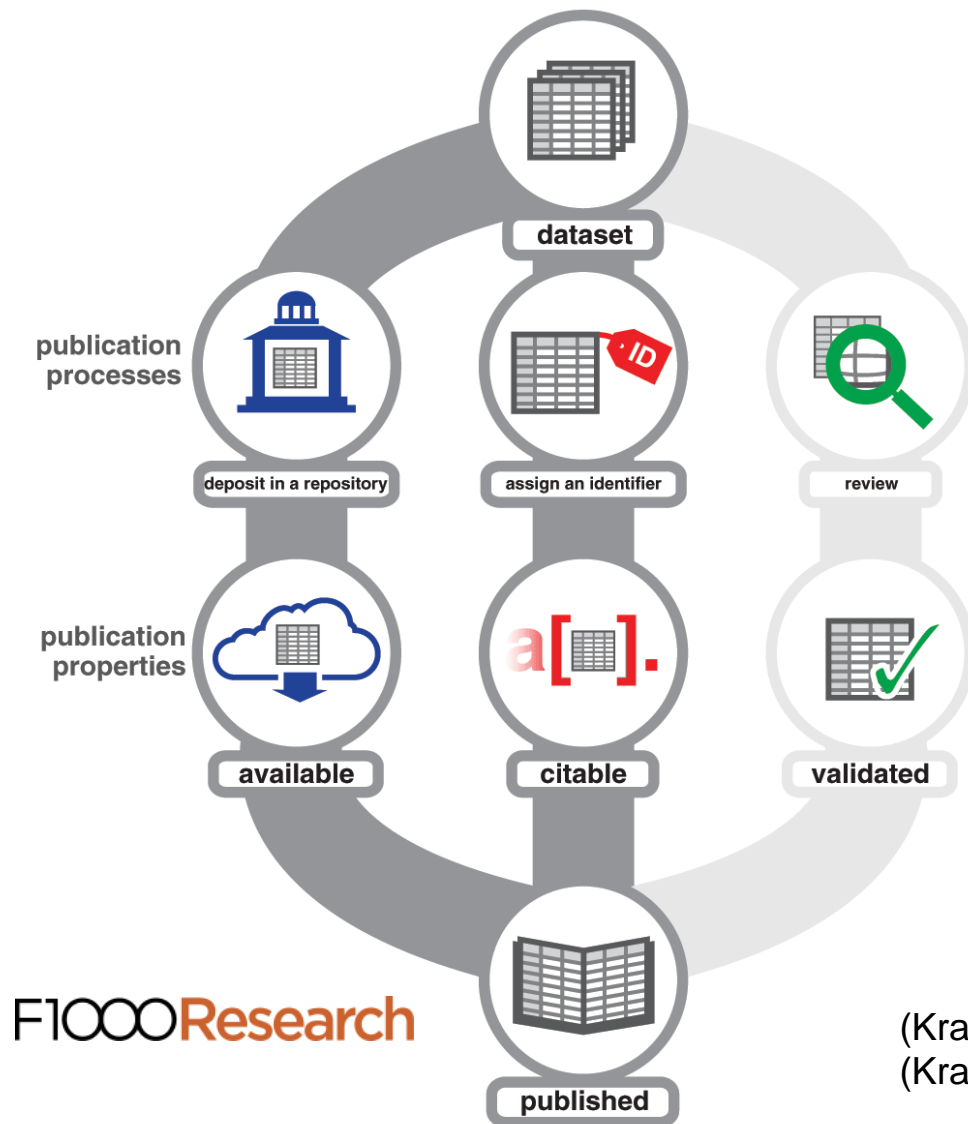 dataset
publication
processes
ID
deposit in a repository
assign an identifier
review
publication
properties
a[ ].
available
citable
validated
F1000Research
(Kra
(Kra
published